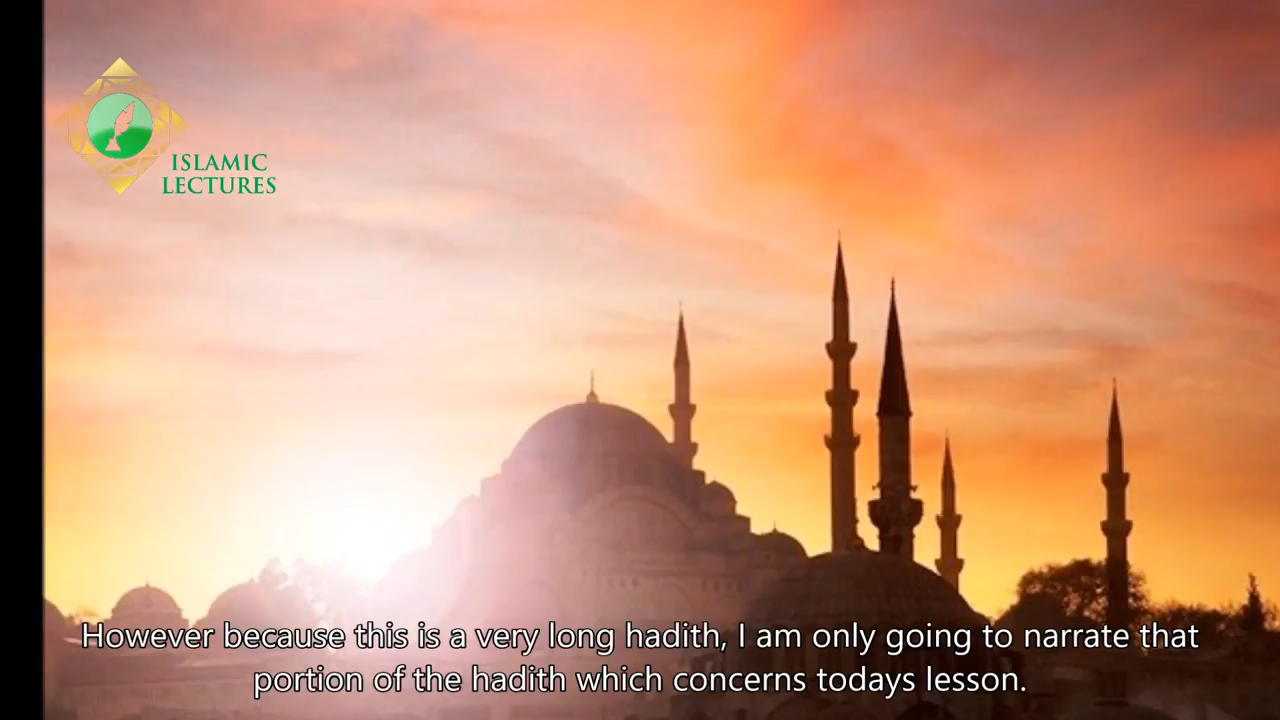 ISLAMIC
LECTURES
However because this is a very long hadith, I am only going to narrate that
portion of the hadith which concerns todays lesson.